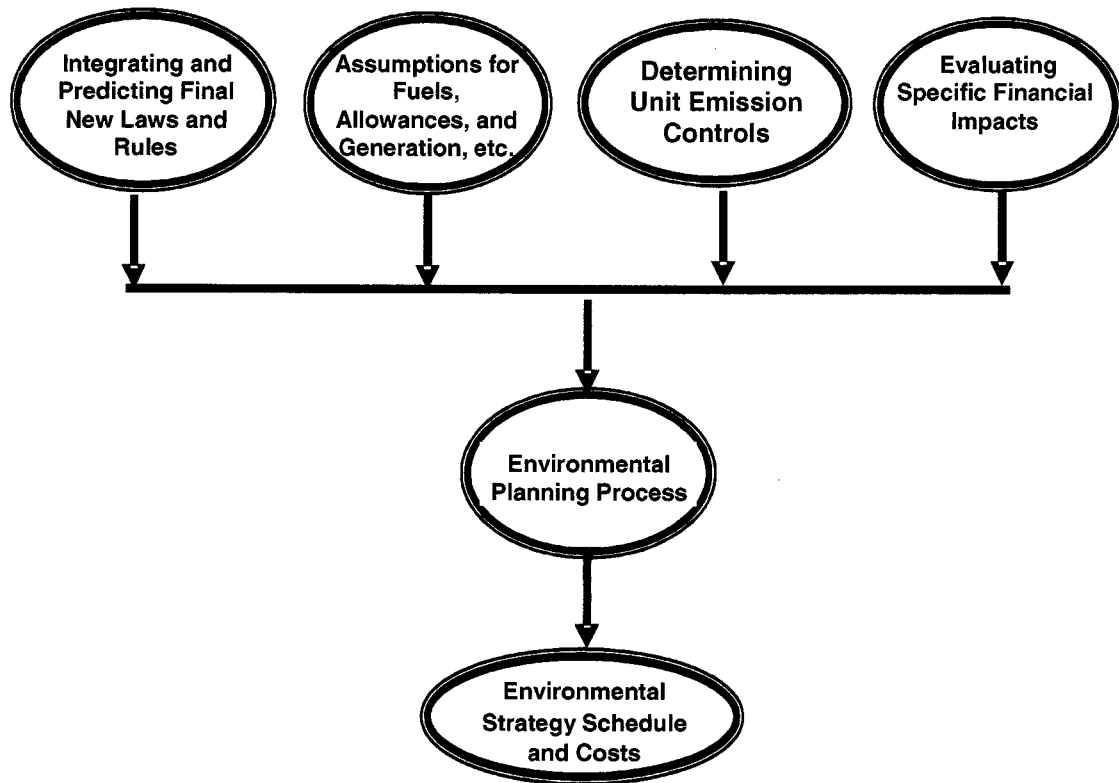 Integrating and
Predicting Final
New Laws and
Rules
Assumptions for
Fuels,
Allowances, and
Generation, etc.
Determining
Unit Emission
Controls
Evaluating
Specific Financial
Impacts
Environmental
Planning Process
Environmental
Strategy Schedule
and Costs